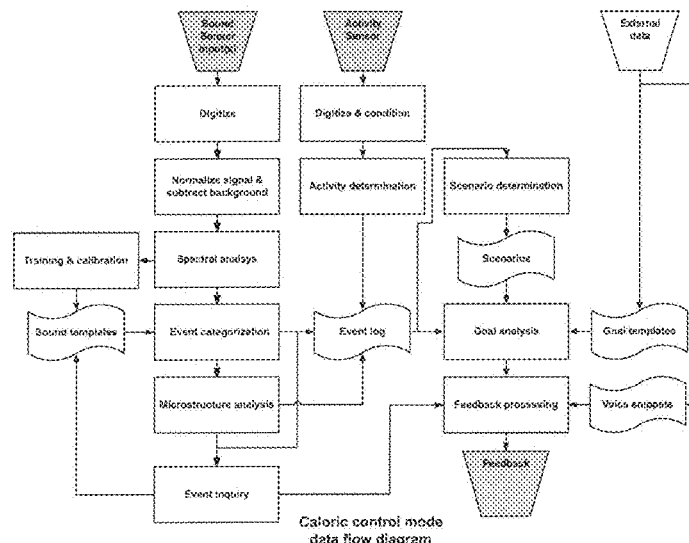 Sound
Sensor
input(s)
Activity
Sensor
External
data
Digitize
Digitize & condition
Normalize signal &
subtract background
Activity determination
Scenario determination
Training & calibration
Spectral analsys
Scenarios
Sound templates
Event categorization
Event log
Goal analysis
Goal templates
Microstructure analysis
Feedback processing
Voice snippets
Event inquiry
Feedback
Caloric control mode
data flow diagram